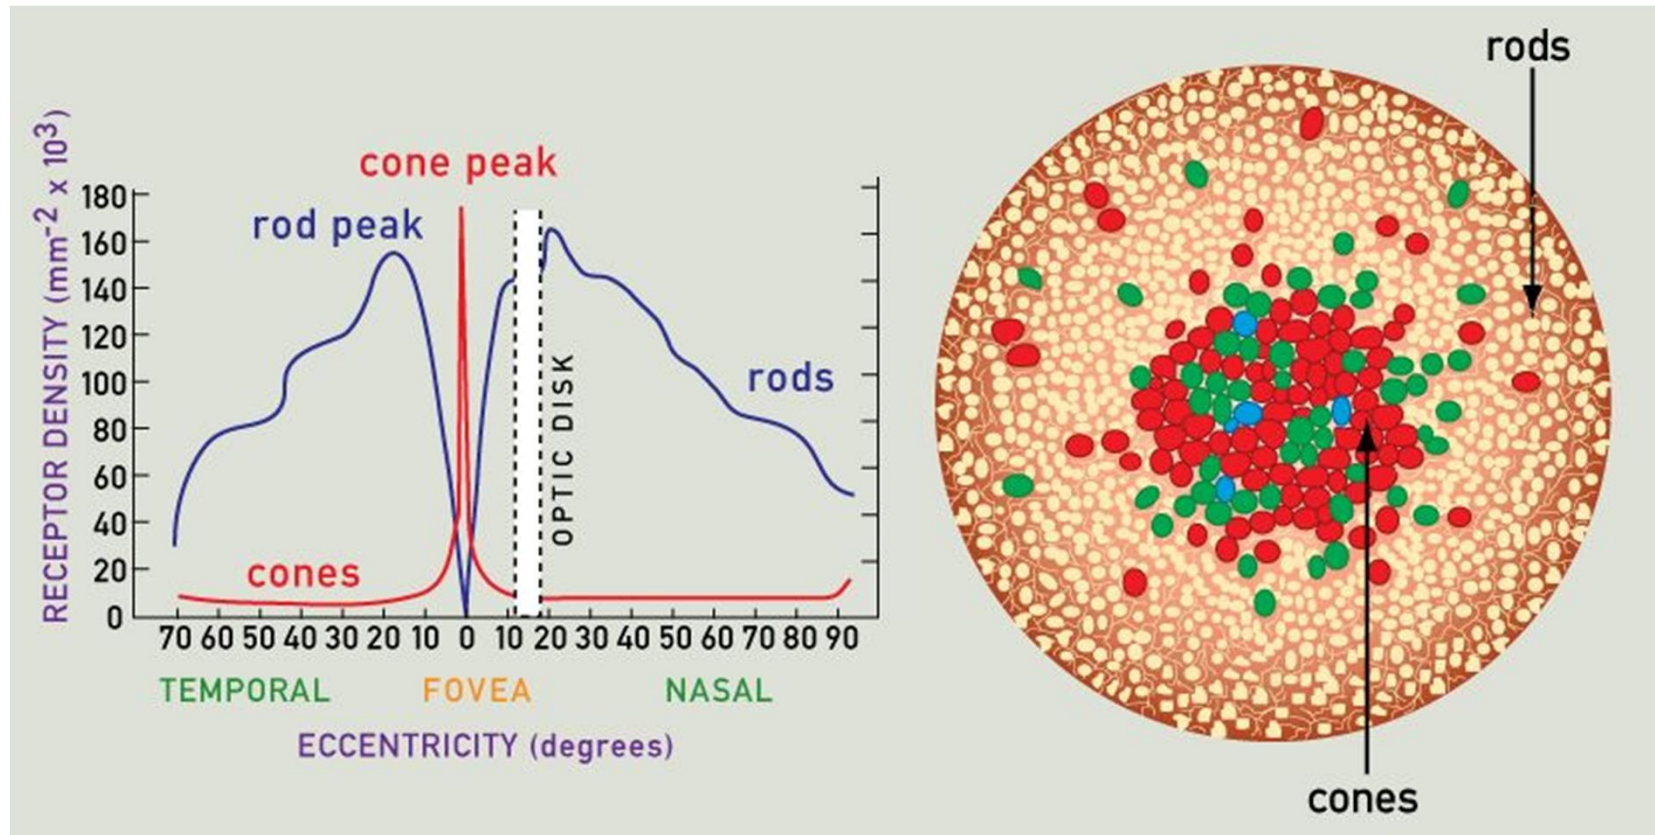 cone peak
rod peak
rods
cones
OPTIC DISK
RECEPTOR DENSITY (mm-2 x 103)
180
160
140
120
100
80
60
40
20
0
70 60 50 40 30 20 10 0 10 20 30 40 50 60 70 80 90
TEMPORAL FOVEA NASAL
ECCENTRICITY (degrees)
rods
cones